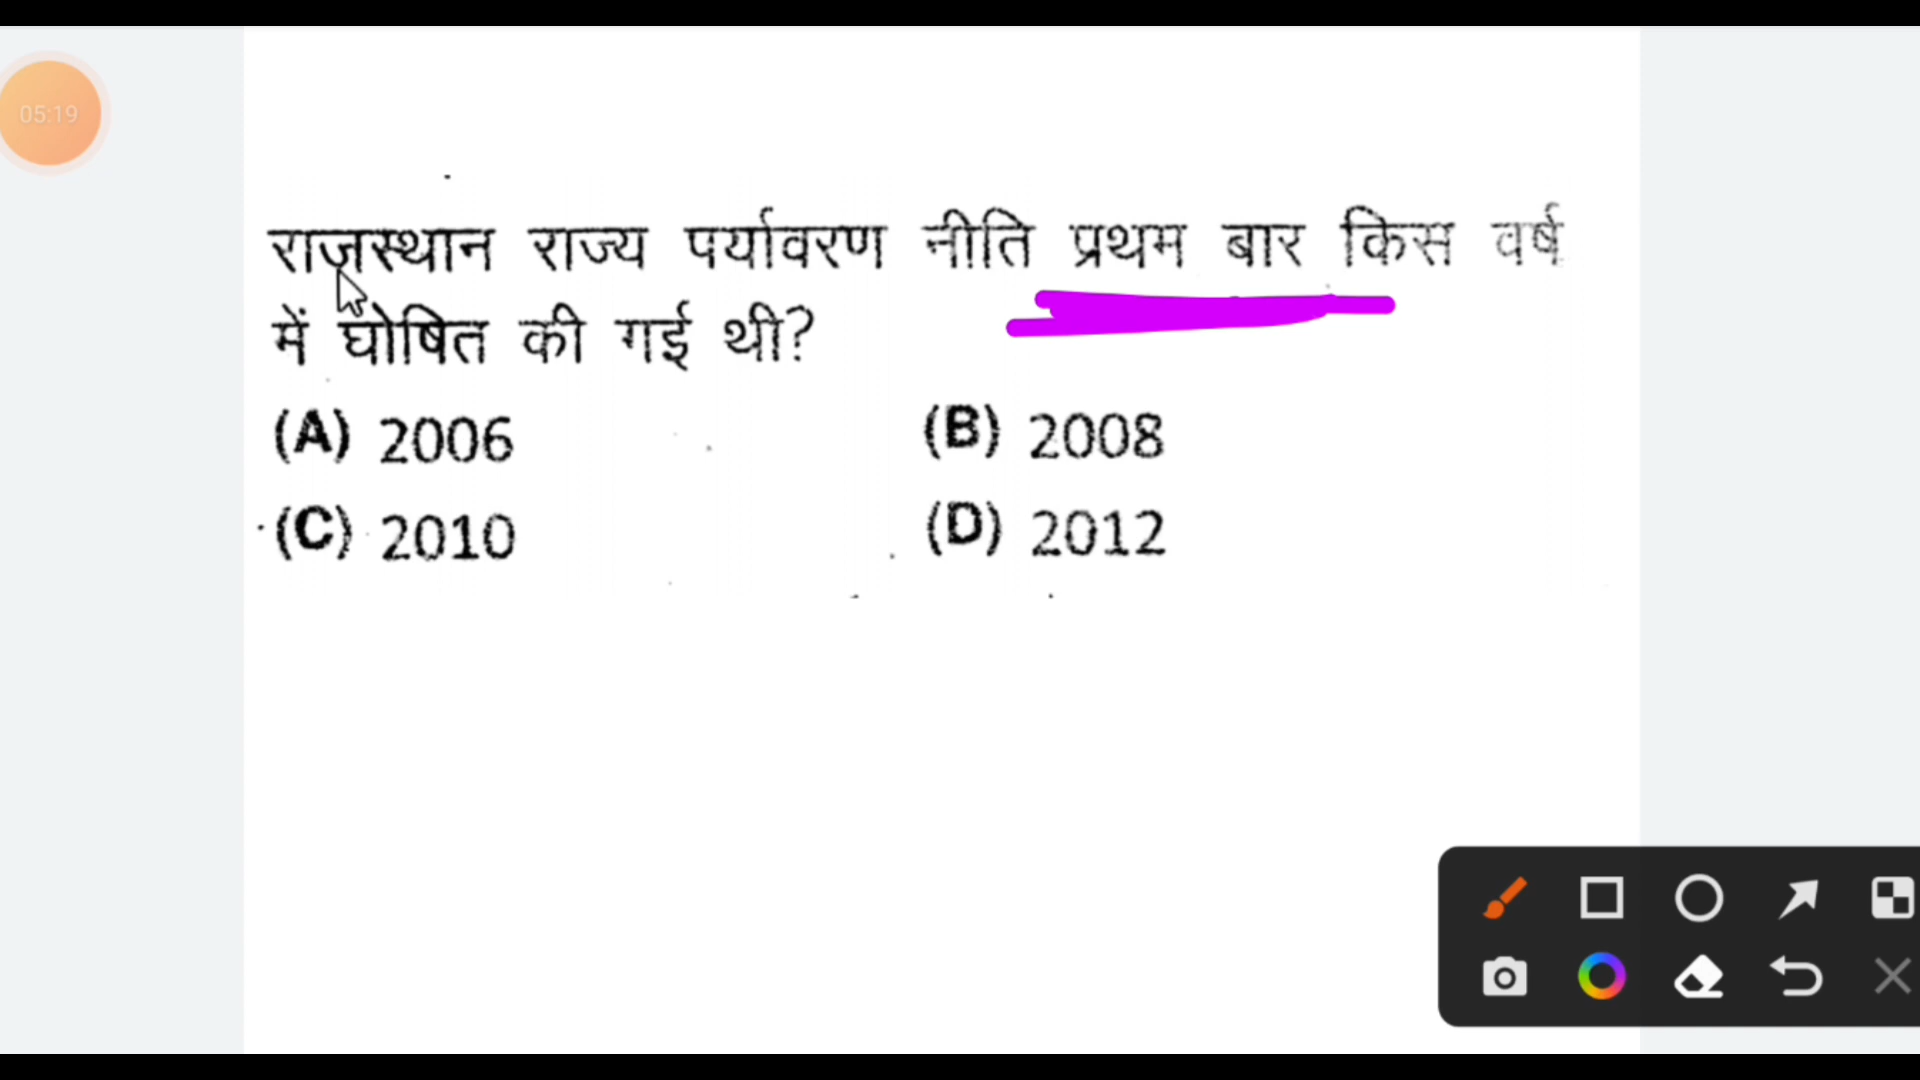 05:19
राजस्थान राज्य पर्यावरण नीति प्रथम बार किस वर्ष
में घोषित की गई थी?
(A) 2006 (B) 2008
(C) 2010 (D) 2012